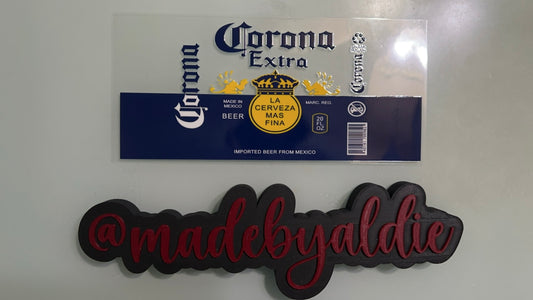 Corona
Extra
Corona
Corona
MADE IN
MEXICO
BEER
LA
CERVEZA
MAS
FINA
MARC. REG.
20
FL
OZ
IMPORTED BEER FROM MEXICO
@madebyaldie